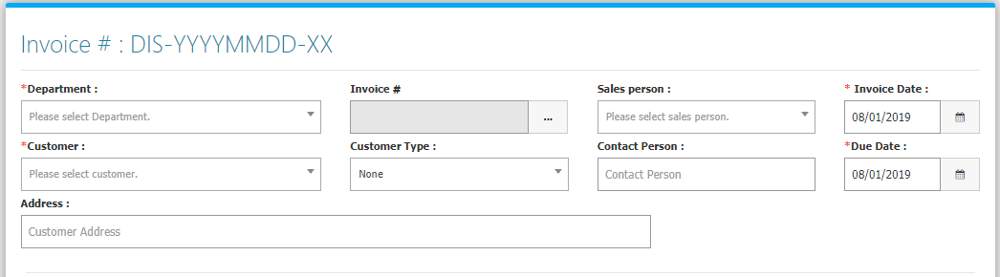 Invoice # : DIS-YYYYMMDD-XX
*Department : Invoice # Sales person : * Invoice Date :
Please select Department. ... Please select sales person. 08/01/2019
*Customer : Customer Type : Contact Person : *Due Date :
Please select customer. None Contact Person 08/01/2019
Address :
Customer Address